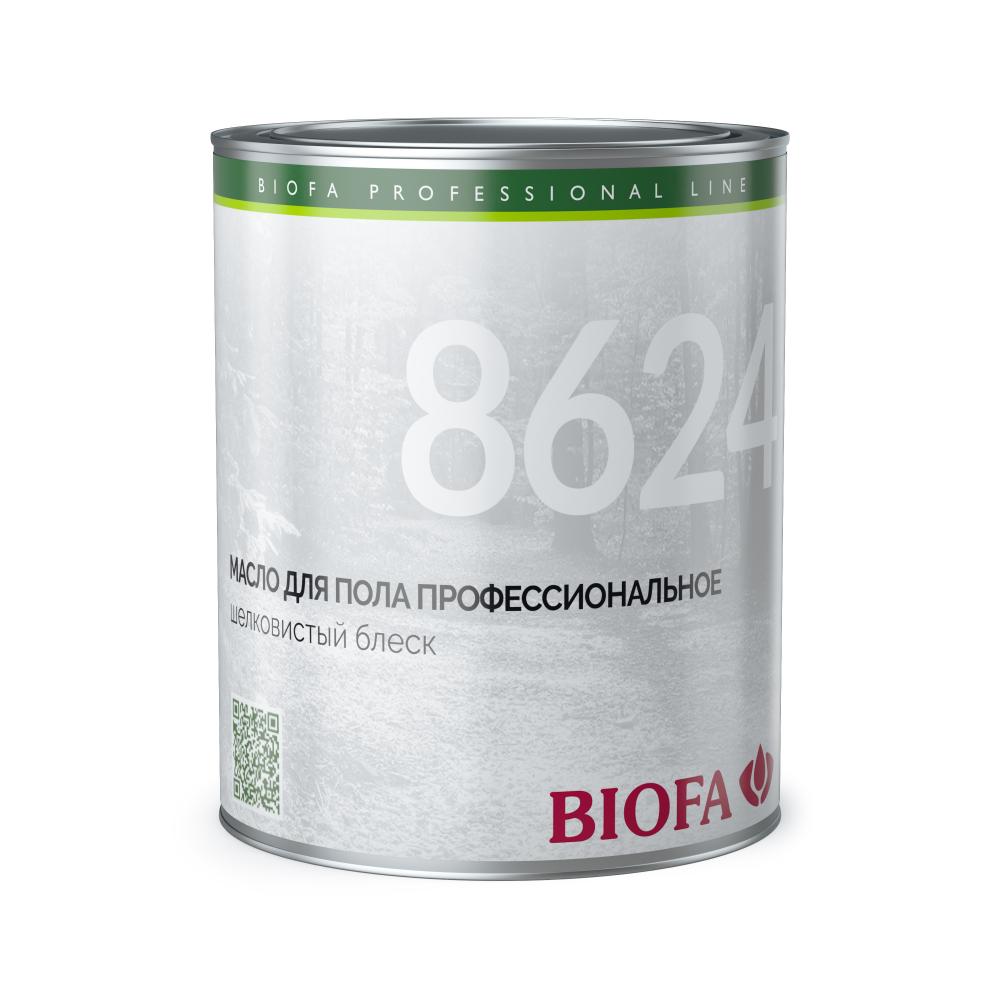 BIOFA PROFESSIONAL LINE
8624
МАСЛО ДЛЯ ПОЛА ПРОФЕССИОНАЛЬНОЕ
шелковистый блеск
BIOFA